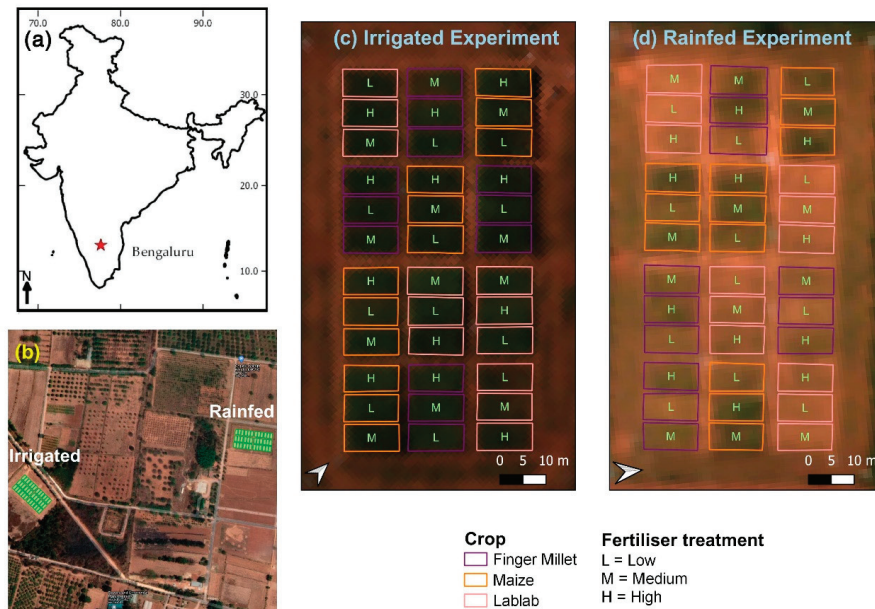 70.0 80.0 90.0
(a)
30.0
20.0
Bengaluru
10.0
N
(b)
Rainfed
Irrigated
(c) Irrigated Experiment
L M H
H H M
M L L
H H H
L M L
M L M
H M L
L L H
M H M
H H L
L M M
M L H
0 5 10 m
(d) Rainfed Experiment
M M L
L H M
H L H
H H L
L M M
M L H
M L M
H M L
L H H
H L L
L H H
M M M
0 5 10 m
Crop
Finger Millet
Maize
Lablab
Fertiliser treatment
L = Low
M = Medium
H = High